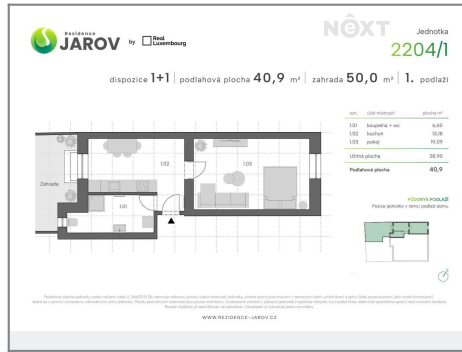 Rezidence
JAROV by Real Luxembourg
NEXT
Jednotka
2204/1
dispozice 1+1 | podlahová plocha 40,9 m² | zahrada 50,0 m² | 1. podlaží
ozn. účel místnosti plocha m²
1.01 koupelna + wc 6,60
1.02 kuchyň 13,18
1.03 pokoj 19,09
Užitná plocha 38,90
Podlahová plocha 40,9
PŮDORYS PODLAŽÍ
Pozice jednotky v rámci podlaží domu
Zahrada
1.01
1.02
1.03
WWW.REZIDENCE-JAROV.CZ